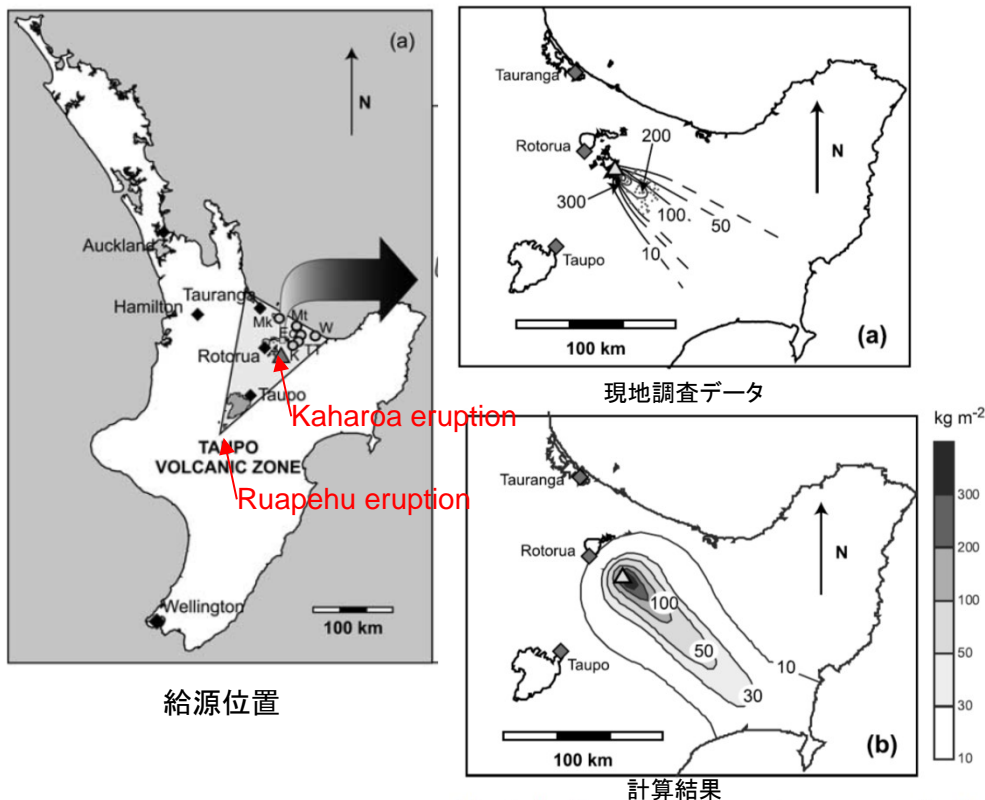 (a)
N
Auckland
Hamilton
Tauranga
Mk
Mt
W
Rotorua
K
Taupo
Kaharoa eruption
TAUPO
VOLCANIC ZONE
Ruapehu eruption
Wellington
100 km
給源位置
Tauranga
Rotorua
200
N
300
100
50
10
Taupo
100 km
(a)
現地調査データ
kg m-2
Tauranga
Rotorua
N
300
200
100
50
30
10
100
50
10
30
Taupo
100 km
(b)
計算結果